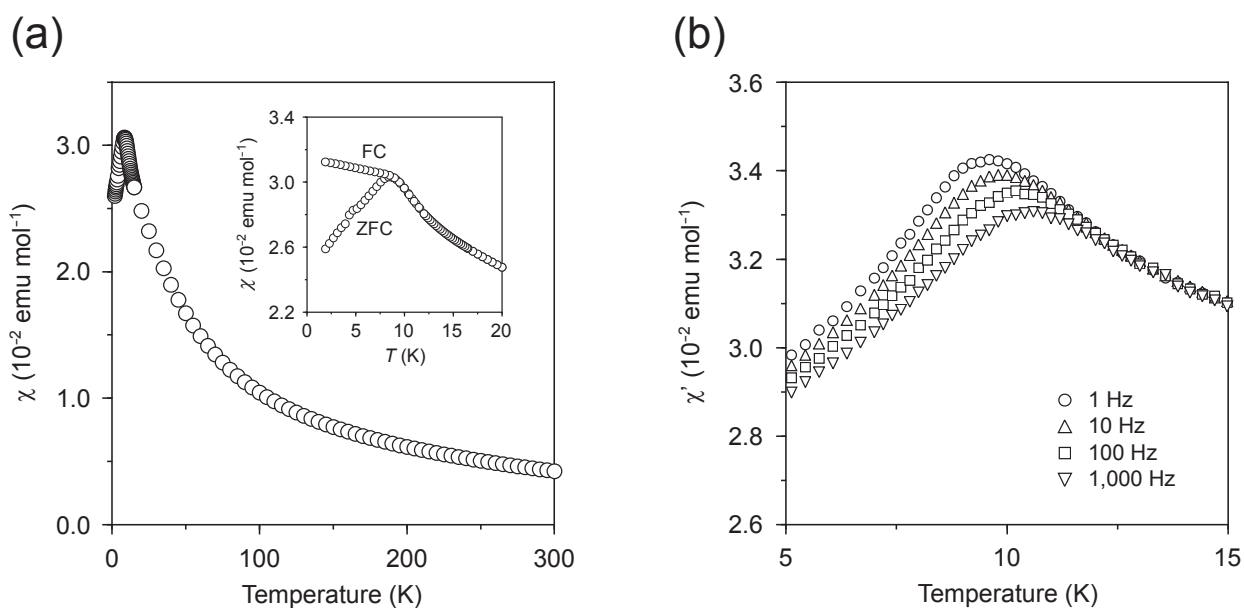 (a)
χ (10⁻² emu mol⁻¹)
3.0
2.0
1.0
0.0
0
100
200
300
Temperature (K)
χ (10⁻² emu mol⁻¹)
3.4
3.0
2.6
2.2
FC
ZFC
0
5
10
15
20
T (K)
(b)
χ’ (10⁻² emu mol⁻¹)
3.6
3.4
3.2
3.0
2.8
2.6
1 Hz
10 Hz
100 Hz
1,000 Hz
5
10
15
Temperature (K)